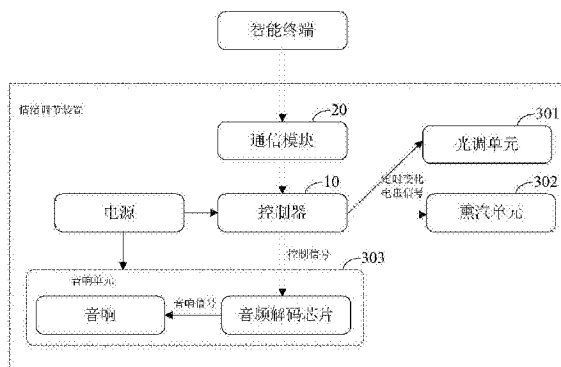 智能终端
情绪调节装置
20
通信模块
301
光调单元
10
控制器
电源
定时变化
电压信号
302
熏汽单元
控制信号
303
音响单元
音响
音响信号
音频解码芯片